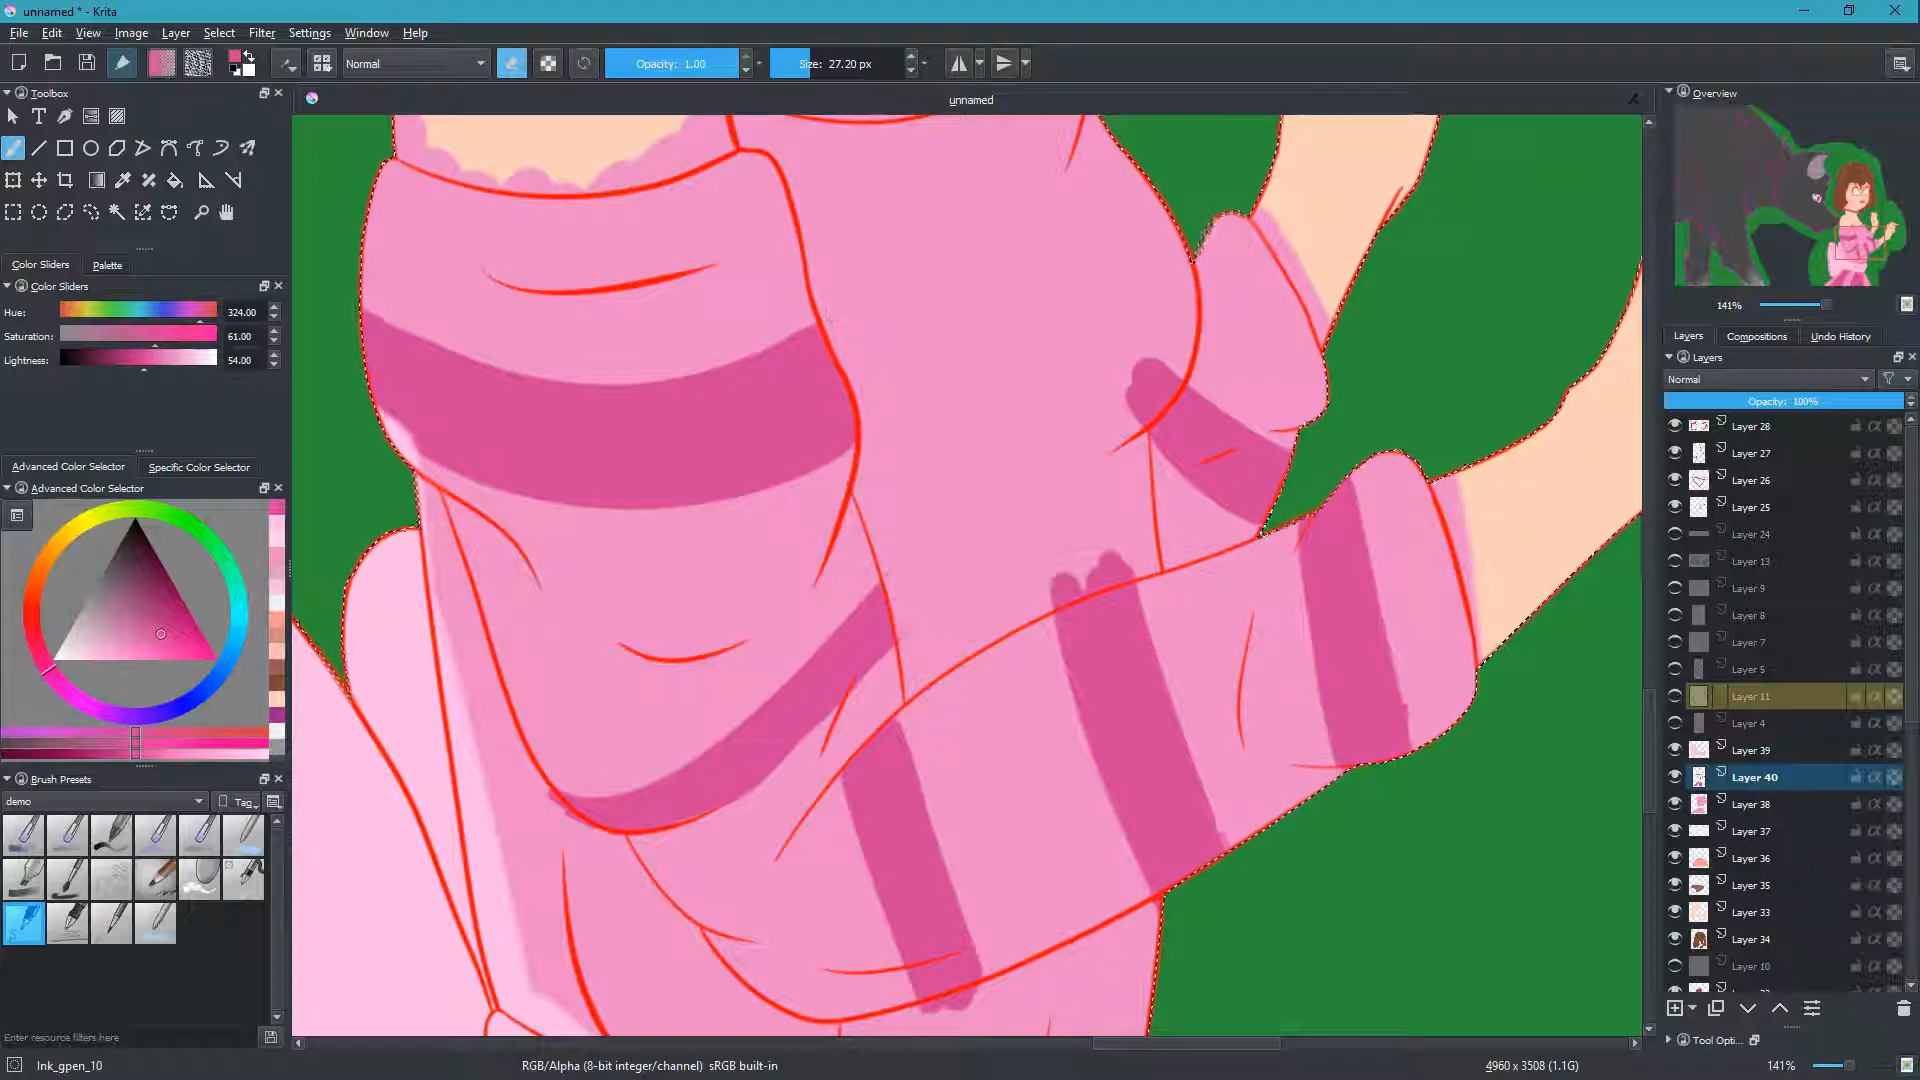 unnamed * - Krita
File Edit View Image Layer Select Filter Settings Window Help
Normal
Opacity: 1.00
Size: 27.20 px
Toolbox
unnamed
Overview
141%
Color Sliders
Palette
Color Sliders
Hue: 324.00
Saturation: 61.00
Lightness: 54.00
Advanced Color Selector
Specific Color Selector
Advanced Color Selector
Brush Presets
demo
Tag
Enter resource filters here
Layers Compositions Undo History
Layers
Normal
Opacity: 100%
Layer 28
Layer 27
Layer 26
Layer 25
Layer 24
Layer 13
Layer 9
Layer 8
Layer 7
Layer 5
Layer 11
Layer 4
Layer 39
Layer 40
Layer 38
Layer 37
Layer 36
Layer 35
Layer 33
Layer 34
Layer 10
Tool Opti...
Ink_gpen_10
RGB/Alpha (8-bit integer/channel) sRGB built-in
4960 x 3508 (1.1G)
141%